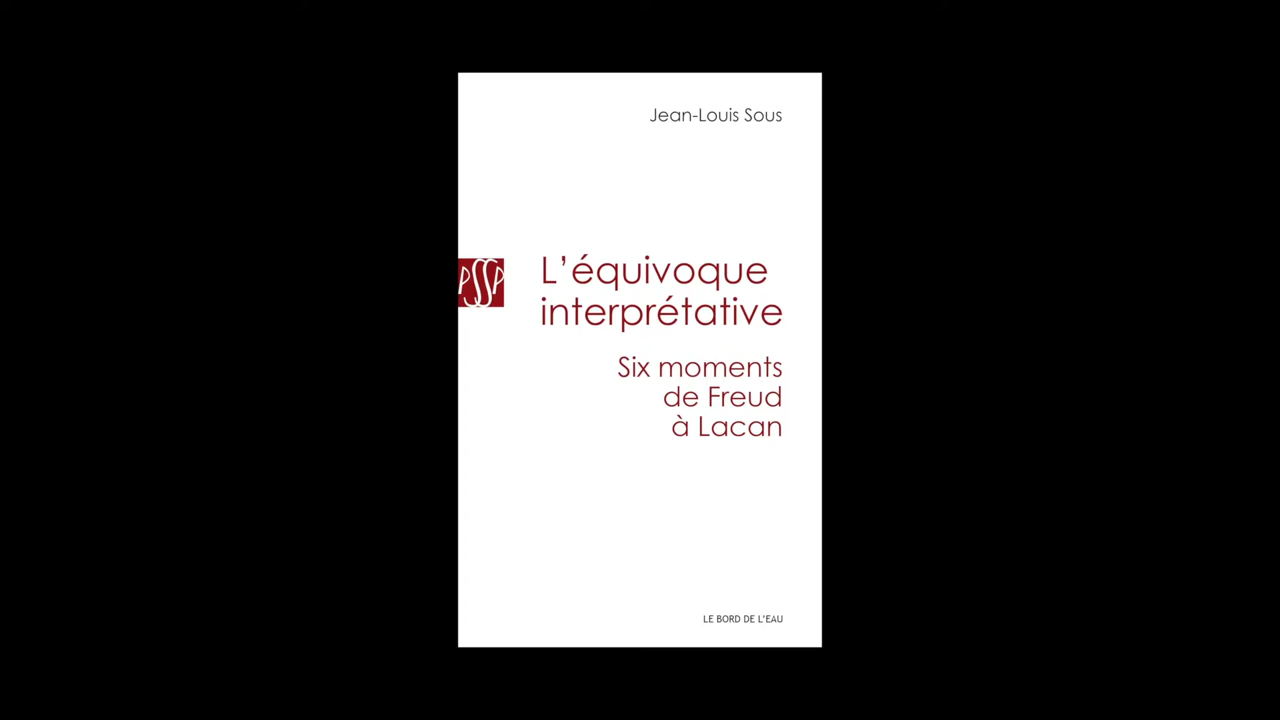 Jean-Louis Sous
PSSP
L’équivoque
interprétative
Six moments
de Freud
à Lacan
LE BORD DE L’EAU